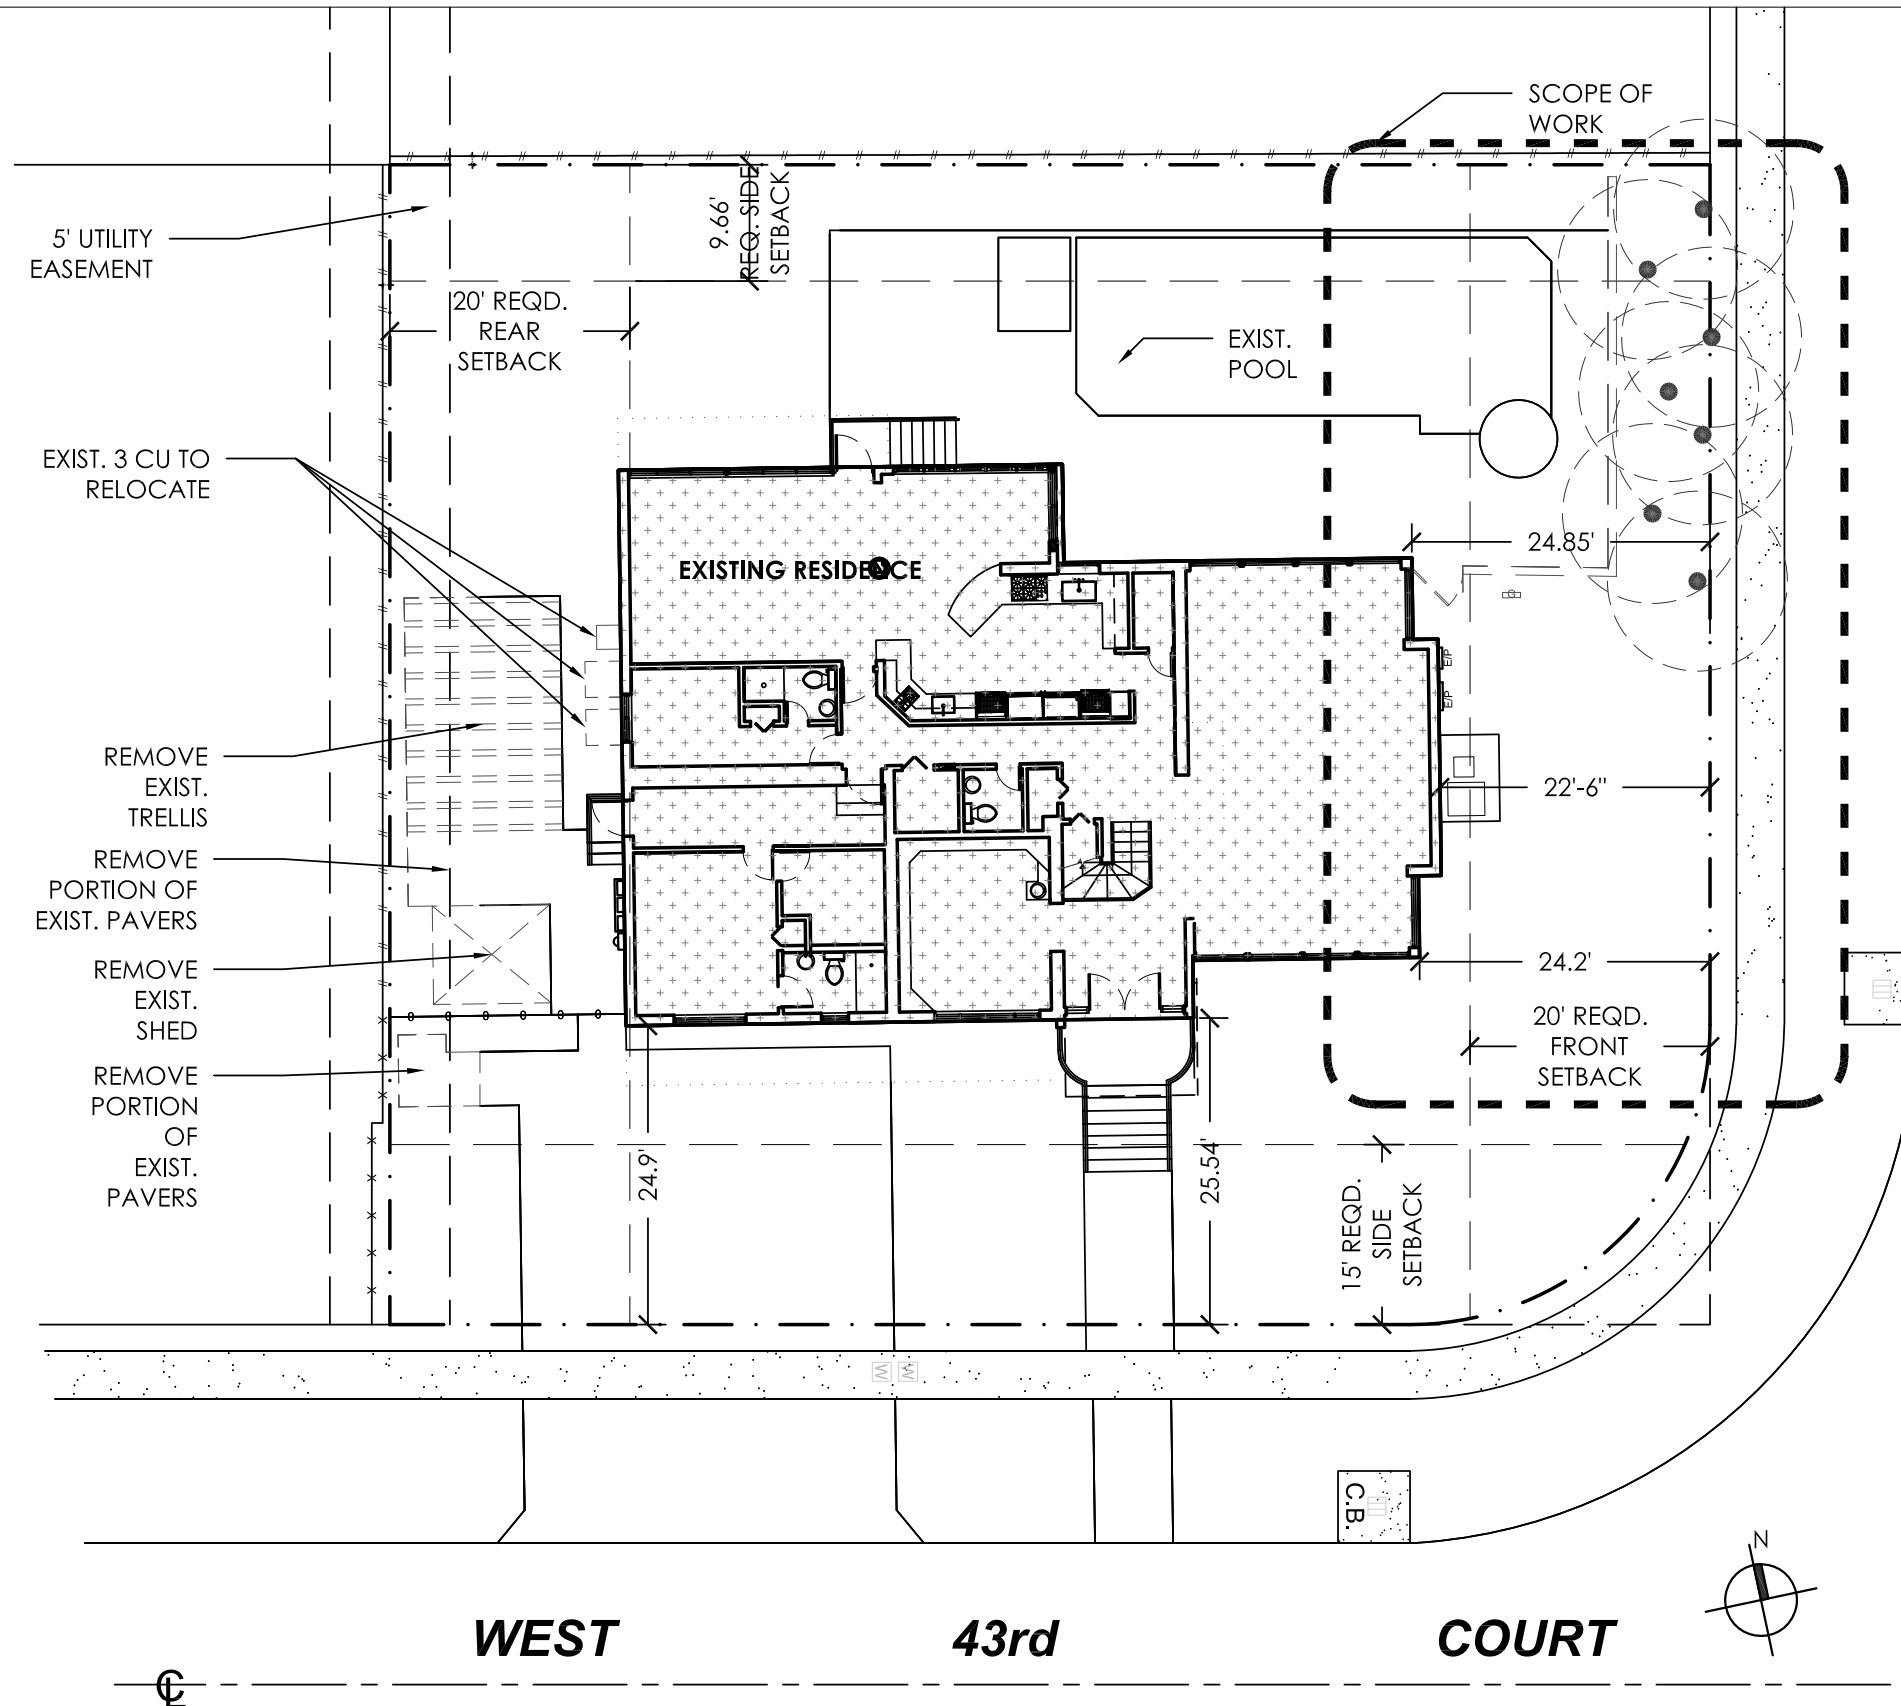 SCOPE OF
WORK
5' UTILITY
EASEMENT
9.66'
REQ. SIDE
SETBACK
20' REQD.
REAR
SETBACK
EXIST.
POOL
EXIST. 3 CU TO
RELOCATE
24.85'
EXISTING RESIDENCE
G
E/P
E/P
REMOVE
EXIST.
TRELLIS
22'-6"
REMOVE
PORTION OF
EXIST. PAVERS
REMOVE
EXIST.
SHED
24.2'
20' REQD.
FRONT
SETBACK
REMOVE
PORTION
OF
EXIST.
PAVERS
24.9'
25.54'
15' REQD.
SIDE
SETBACK
W W
C.B.
N
WEST 43rd COURT